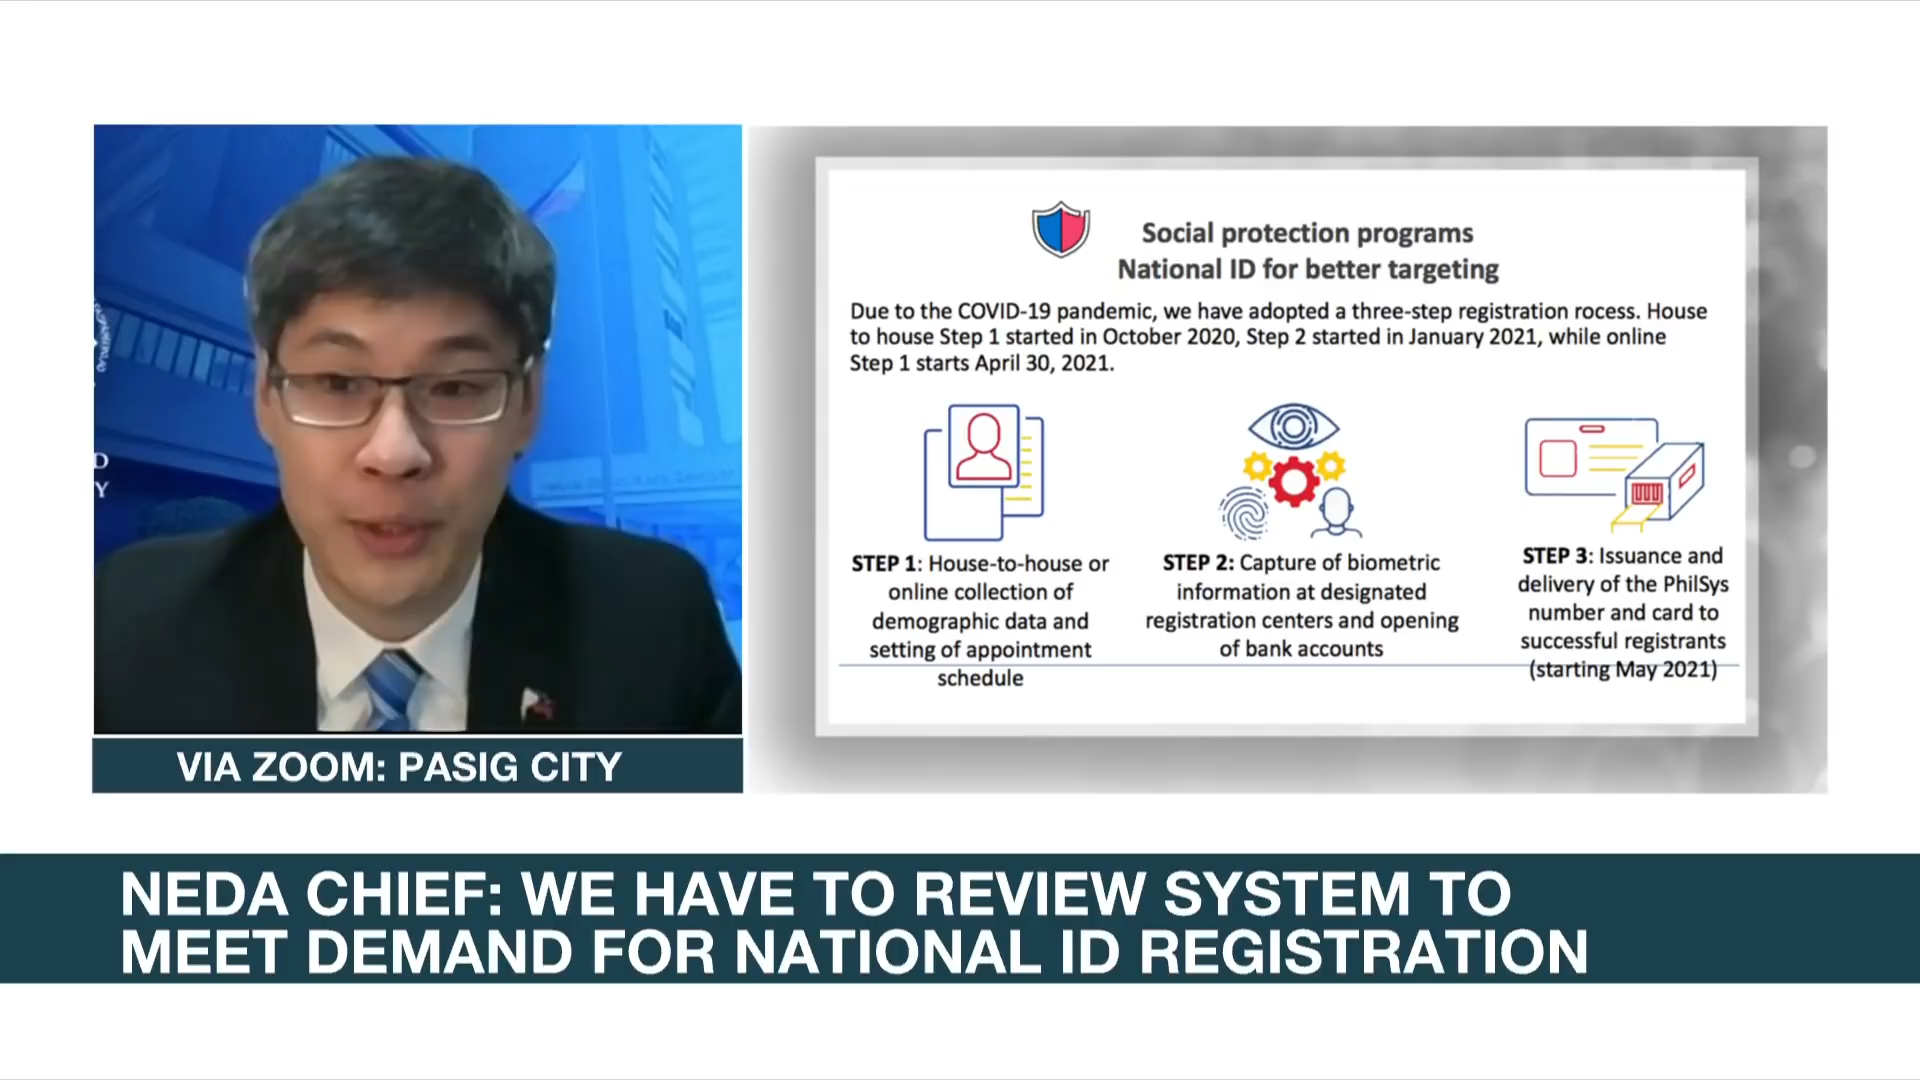 D
Y
VIA ZOOM: PASIG CITY
Social protection programs
National ID for better targeting
Due to the COVID-19 pandemic, we have adopted a three-step registration rocess. House
to house Step 1 started in October 2020, Step 2 started in January 2021, while online
Step 1 starts April 30, 2021.
STEP 1: House-to-house or
online collection of
demographic data and
setting of appointment
schedule
STEP 2: Capture of biometric
information at designated
registration centers and opening
of bank accounts
STEP 3: Issuance and
delivery of the PhilSys
number and card to
successful registrants
(starting May 2021)
NEDA CHIEF: WE HAVE TO REVIEW SYSTEM TO
MEET DEMAND FOR NATIONAL ID REGISTRATION